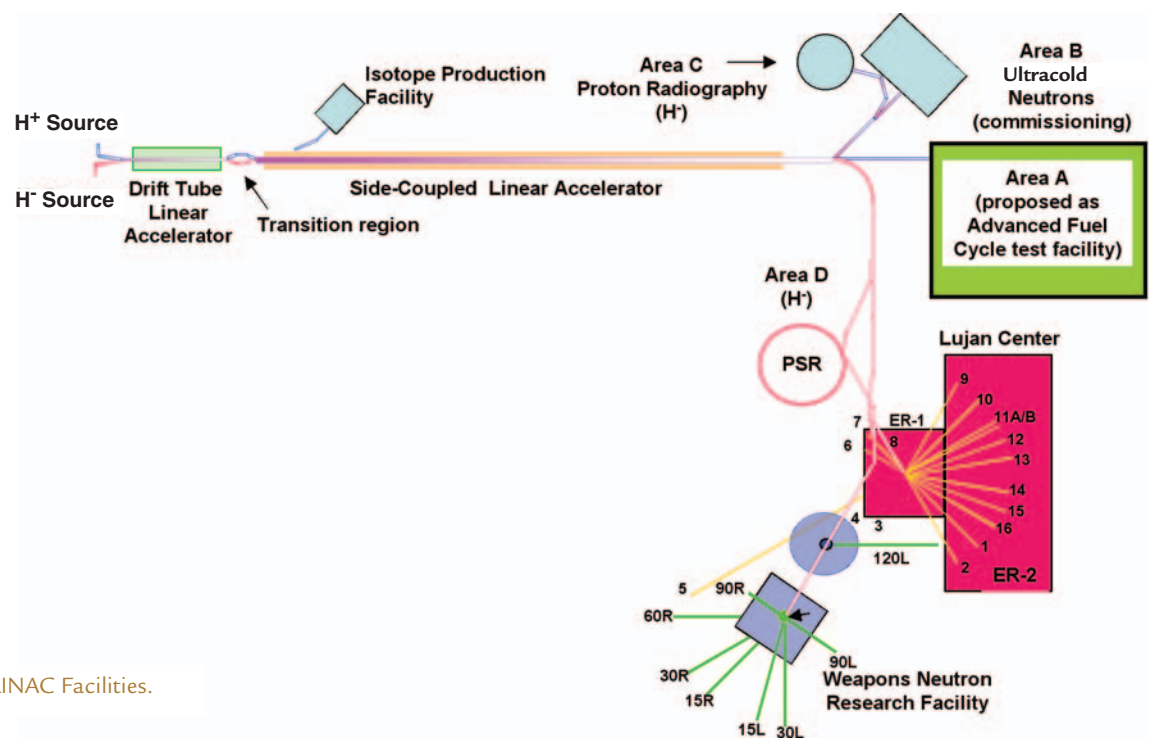 H+ Source
H- Source
Drift Tube
Linear
Accelerator
Transition region
Isotope Production
Facility
Side-Coupled Linear Accelerator
Area C
Proton Radiography
(H-)
Area B
Ultracold
Neutrons
(commissioning)
Area A
(proposed as
Advanced Fuel
Cycle test facility)
Area D
(H-)
PSR
Lujan Center
ER-1
7
6
8
4
3
9
10
11A/B
12
13
14
15
16
1
2
ER-2
120L
5
90R
60R
30R
15R
15L
30L
90L
Weapons Neutron
Research Facility
INAC Facilities.